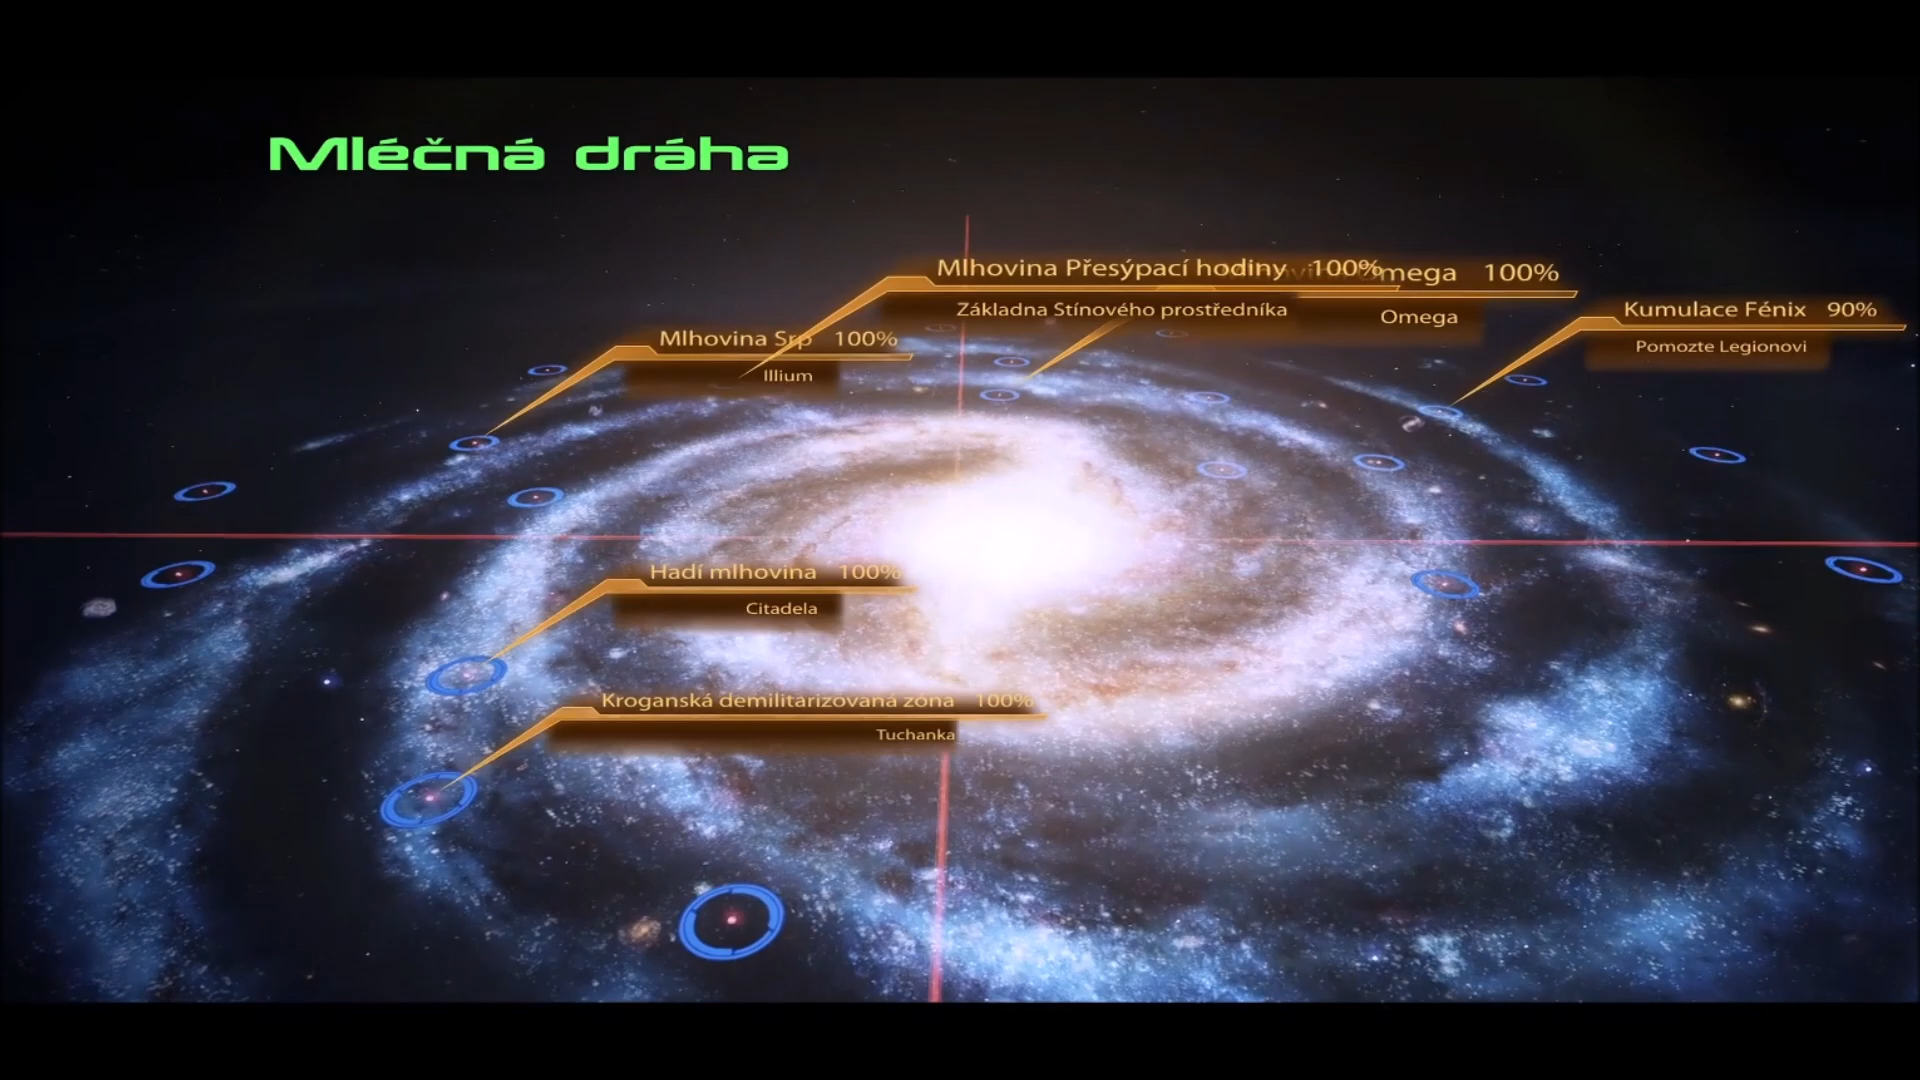 Mléčná dráha
Mlhovina Přesýpací hodiny 100%
Základna Stínového prostředníka
Omega 100%
Omega
Kumulace Fénix 90%
Pomozte Legionovi
Mlhovina Srp 100%
Illium
Hadí mlhovina 100%
Citadela
Kroganská demilitarizovaná zóna 100%
Tuchanka